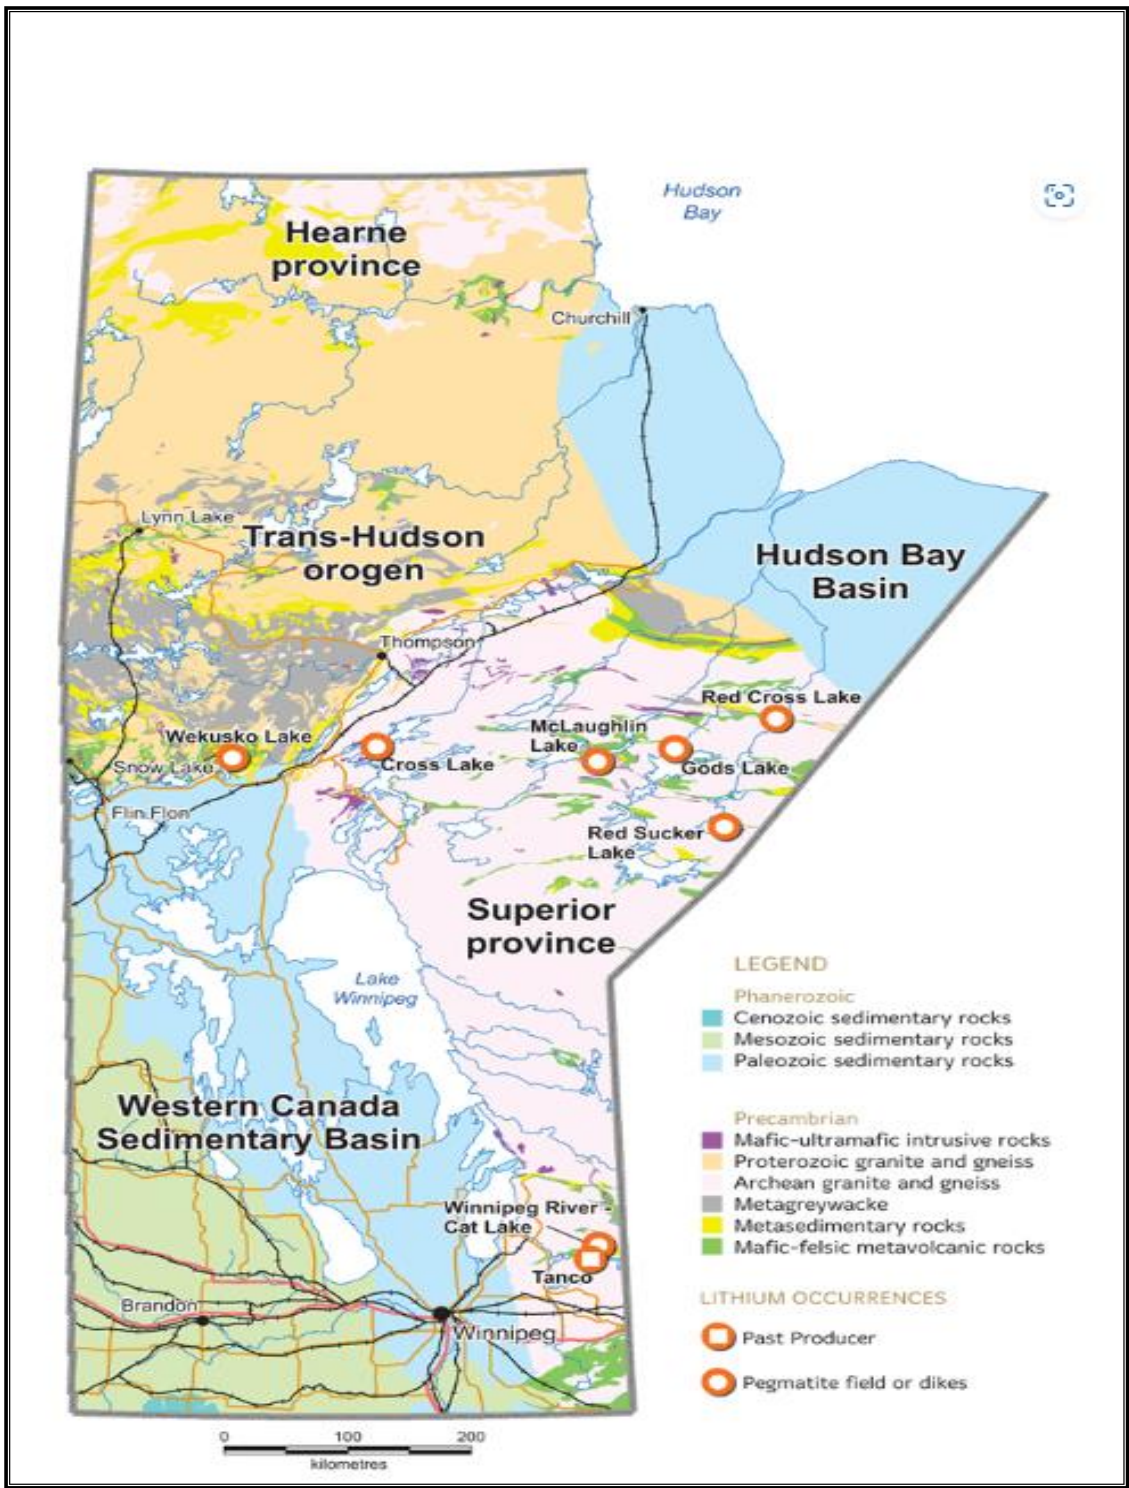 Hudson
Bay
Hearne
province
Churchill
Lynn Lake
Trans-Hudson
orogen
Hudson Bay
Basin
Thompson
Red Cross Lake
McLaughlin
Lake
Wekusko Lake
Cross Lake
Gods Lake
Snow Lake
Flin Flon
Red Sucker
Lake
Superior
province
Lake
Winnipeg
Western Canada
Sedimentary Basin
Winnipeg River -
Cat Lake
Tanco
Brandon
Winnipeg
0 100 200
kilometres
LEGEND
Phanerozoic
Cenozoic sedimentary rocks
Mesozoic sedimentary rocks
Paleozoic sedimentary rocks
Precambrian
Mafic-ultramafic intrusive rocks
Proterozoic granite and gneiss
Archean granite and gneiss
Metagreywacke
Metasedimentary rocks
Mafic-felsic metavolcanic rocks
LITHIUM OCCURRENCES
Past Producer
Pegmatite field or dikes